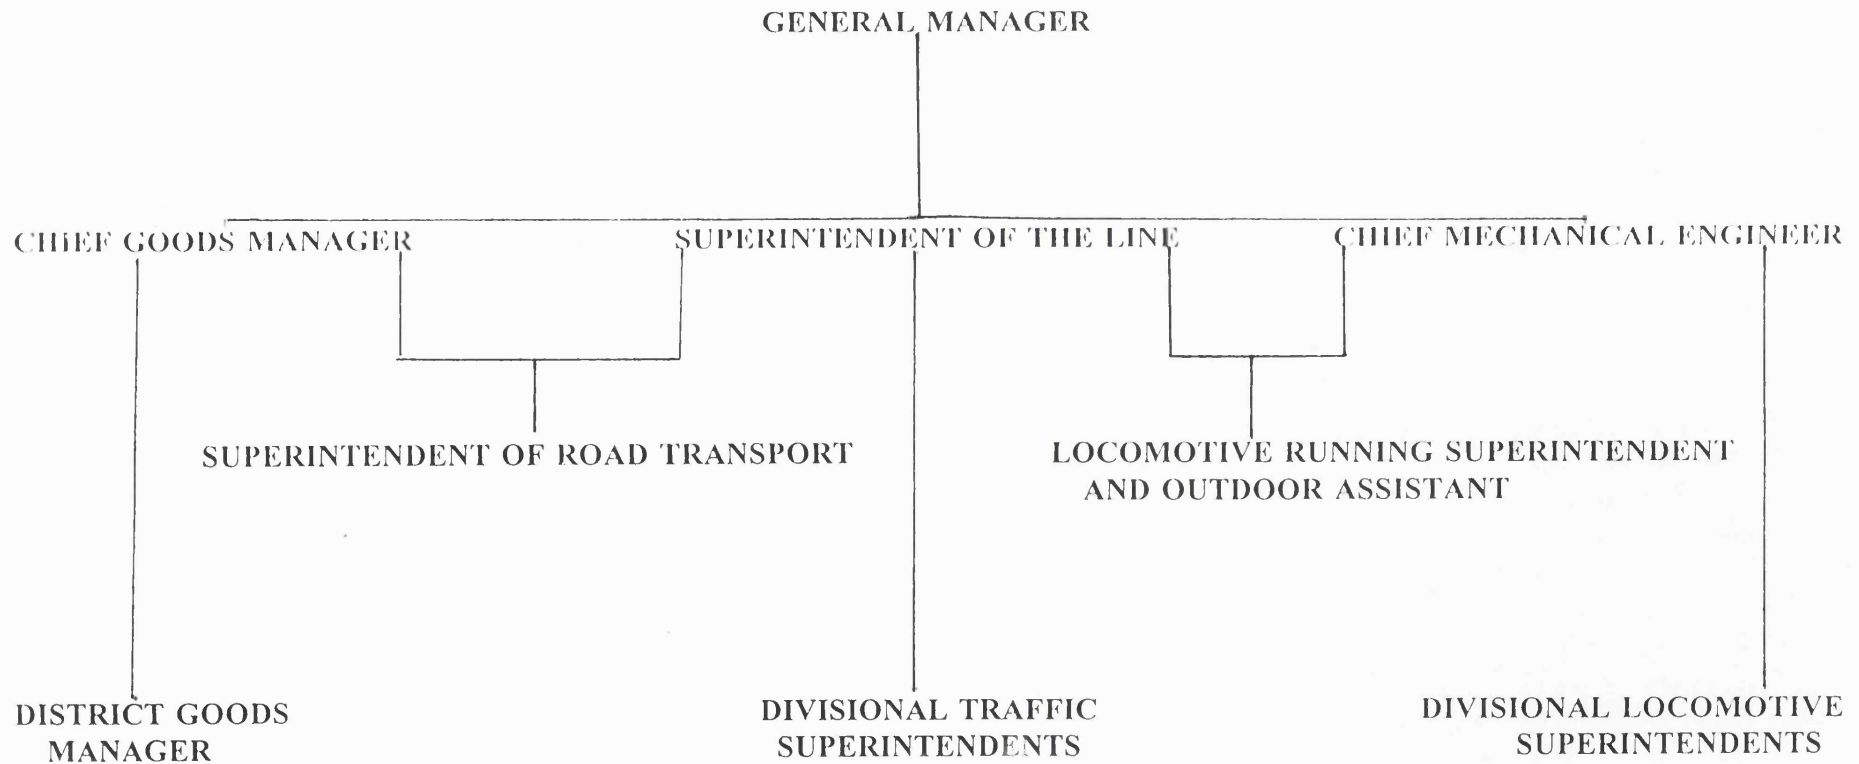 GENERAL MANAGER
CHIEF GOODS MANAGER
SUPERINTENDENT OF THE LINE
CHIEF MECHANICAL ENGINEER
SUPERINTENDENT OF ROAD TRANSPORT
LOCOMOTIVE RUNNING SUPERINTENDENT
AND OUTDOOR ASSISTANT
DISTRICT GOODS
MANAGER
DIVISIONAL TRAFFIC
SUPERINTENDENTS
DIVISIONAL LOCOMOTIVE
SUPERINTENDENTS